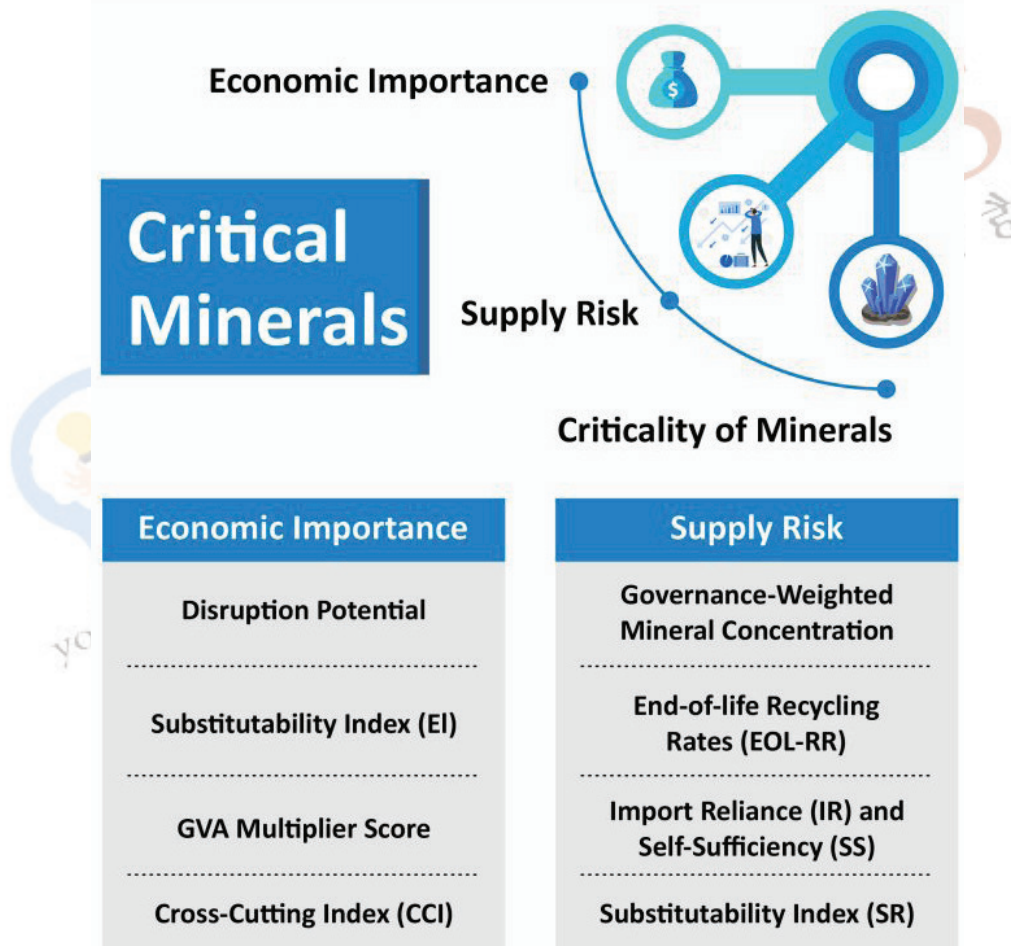 Economic Importance
Critical
Minerals
Supply Risk
Criticality of Minerals
Economic Importance
Disruption Potential
Substitutability Index (EI)
GVA Multiplier Score
Cross-Cutting Index (CCI)
Supply Risk
Governance-Weighted
Mineral Concentration
End-of-life Recycling
Rates (EOL-RR)
Import Reliance (IR) and
Self-Sufficiency (SS)
Substitutability Index (SR)
$
yo